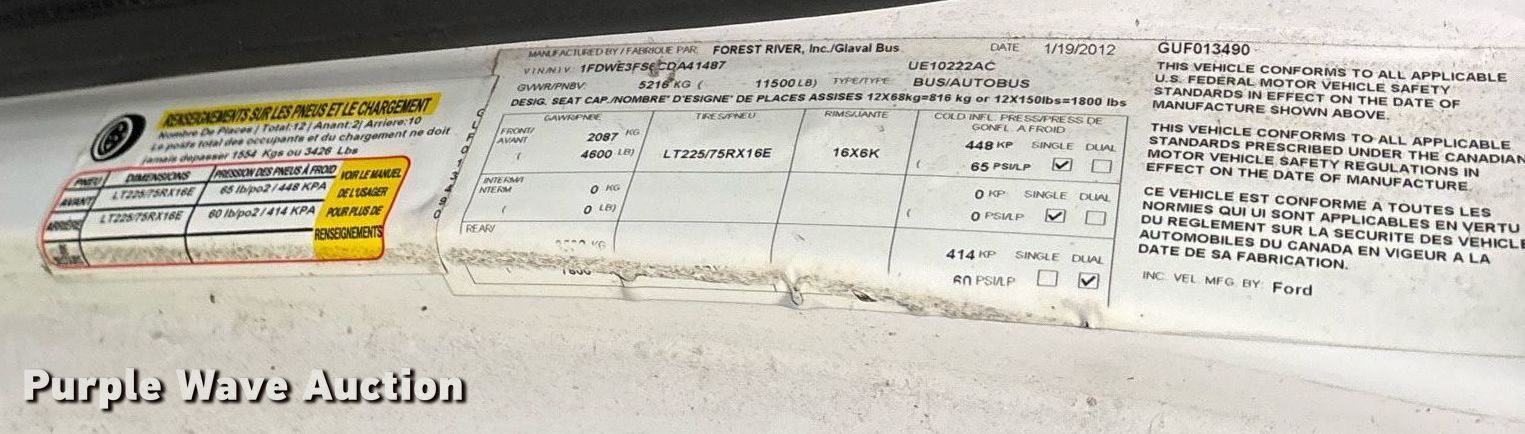 RENSEIGNEMENTS SUR LES PNEUS ET LE CHARGEMENT
Nombre De Places | Total:12 | Avant:2| Arriere:10
Le poids total des occupants et du chargement ne doit
jamais depasser 1554 Kgs ou 3426 Lbs
PNEU DIMENSIONS PRESSION DES PNEUS À FROID VOIR LE MANUEL
AVANT LT225/75RX16E 65 lb/po2 / 448 KPA DE L'USAGER
ARRIÈRE LT225/75RX16E 60 lb/po2 / 414 KPA POUR PLUS DE
DE RENSEIGNEMENTS
MANUFACTURED BY / FABRIQUE PAR: FOREST RIVER, Inc./Glaval Bus DATE 1/19/2012
V I N/N I V 1FDWE3FS6CDA41487 UE10222AC
GVWR/PNBV: 5216 KG ( 11500 LB) TYPE/TYPE: BUS/AUTOBUS
DESIG. SEAT CAP./NOMBRE' D'ESIGNE' DE PLACES ASSISES 12X68kg=816 kg or 12X150lbs=1800 lbs
GAWR/PNBE TIRES/PNEU RIMS/JANTE COLD INFL. PRESS/PRESS DE
GONFL. A FROID
FRONT/ 2087 KG 448 KP SINGLE DUAL
AVANT
( 4600 LB) LT225/75RX16E 16X6K ( 65 PSI/LP
INTERM/ 0 KG 0 KP SINGLE DUAL
NTERM
( 0 LB) ( 0 PSI/LP
REAR/
KG 414 KP SINGLE DUAL
60 PSI/LP
GUF013490
THIS VEHICLE CONFORMS TO ALL APPLICABLE
U.S. FEDERAL MOTOR VEHICLE SAFETY
STANDARDS IN EFFECT ON THE DATE OF
MANUFACTURE SHOWN ABOVE.
THIS VEHICLE CONFORMS TO ALL APPLICABLE
STANDARDS PRESCRIBED UNDER THE CANADIAN
MOTOR VEHICLE SAFETY REGULATIONS IN
EFFECT ON THE DATE OF MANUFACTURE.
CE VEHICLE EST CONFORME A TOUTES LES
NORMIES QUI UI SONT APPLICABLES EN VERTU
DU REGLEMENT SUR LA SECURITE DES VEHICLE
AUTOMOBILES DU CANADA EN VIGEUR A LA
DATE DE SA FABRICATION.
INC. VEL. MFG. BY: Ford
Purple Wave Auction